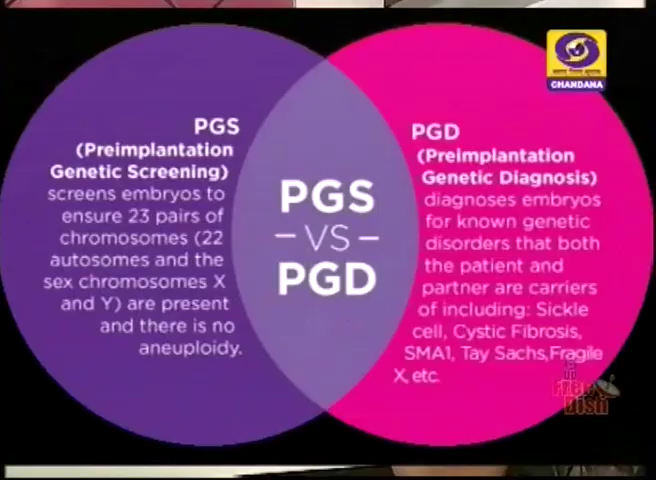 PGS
(Preimplantation
Genetic Screening)
screens embryos to
ensure 23 pairs of
chromosomes (22
autosomes and the
sex chromosomes X
and Y) are present
and there is no
aneuploidy.
PGS
– VS –
PGD
PGD
(Preimplantation
Genetic Diagnosis)
diagnoses embryos
for known genetic
disorders that both
the patient and
partner are carriers
of including: Sickle
cell, Cystic Fibrosis,
SMA1, Tay Sachs,Fragile
X, etc.
CHANDANA
Free
Dish